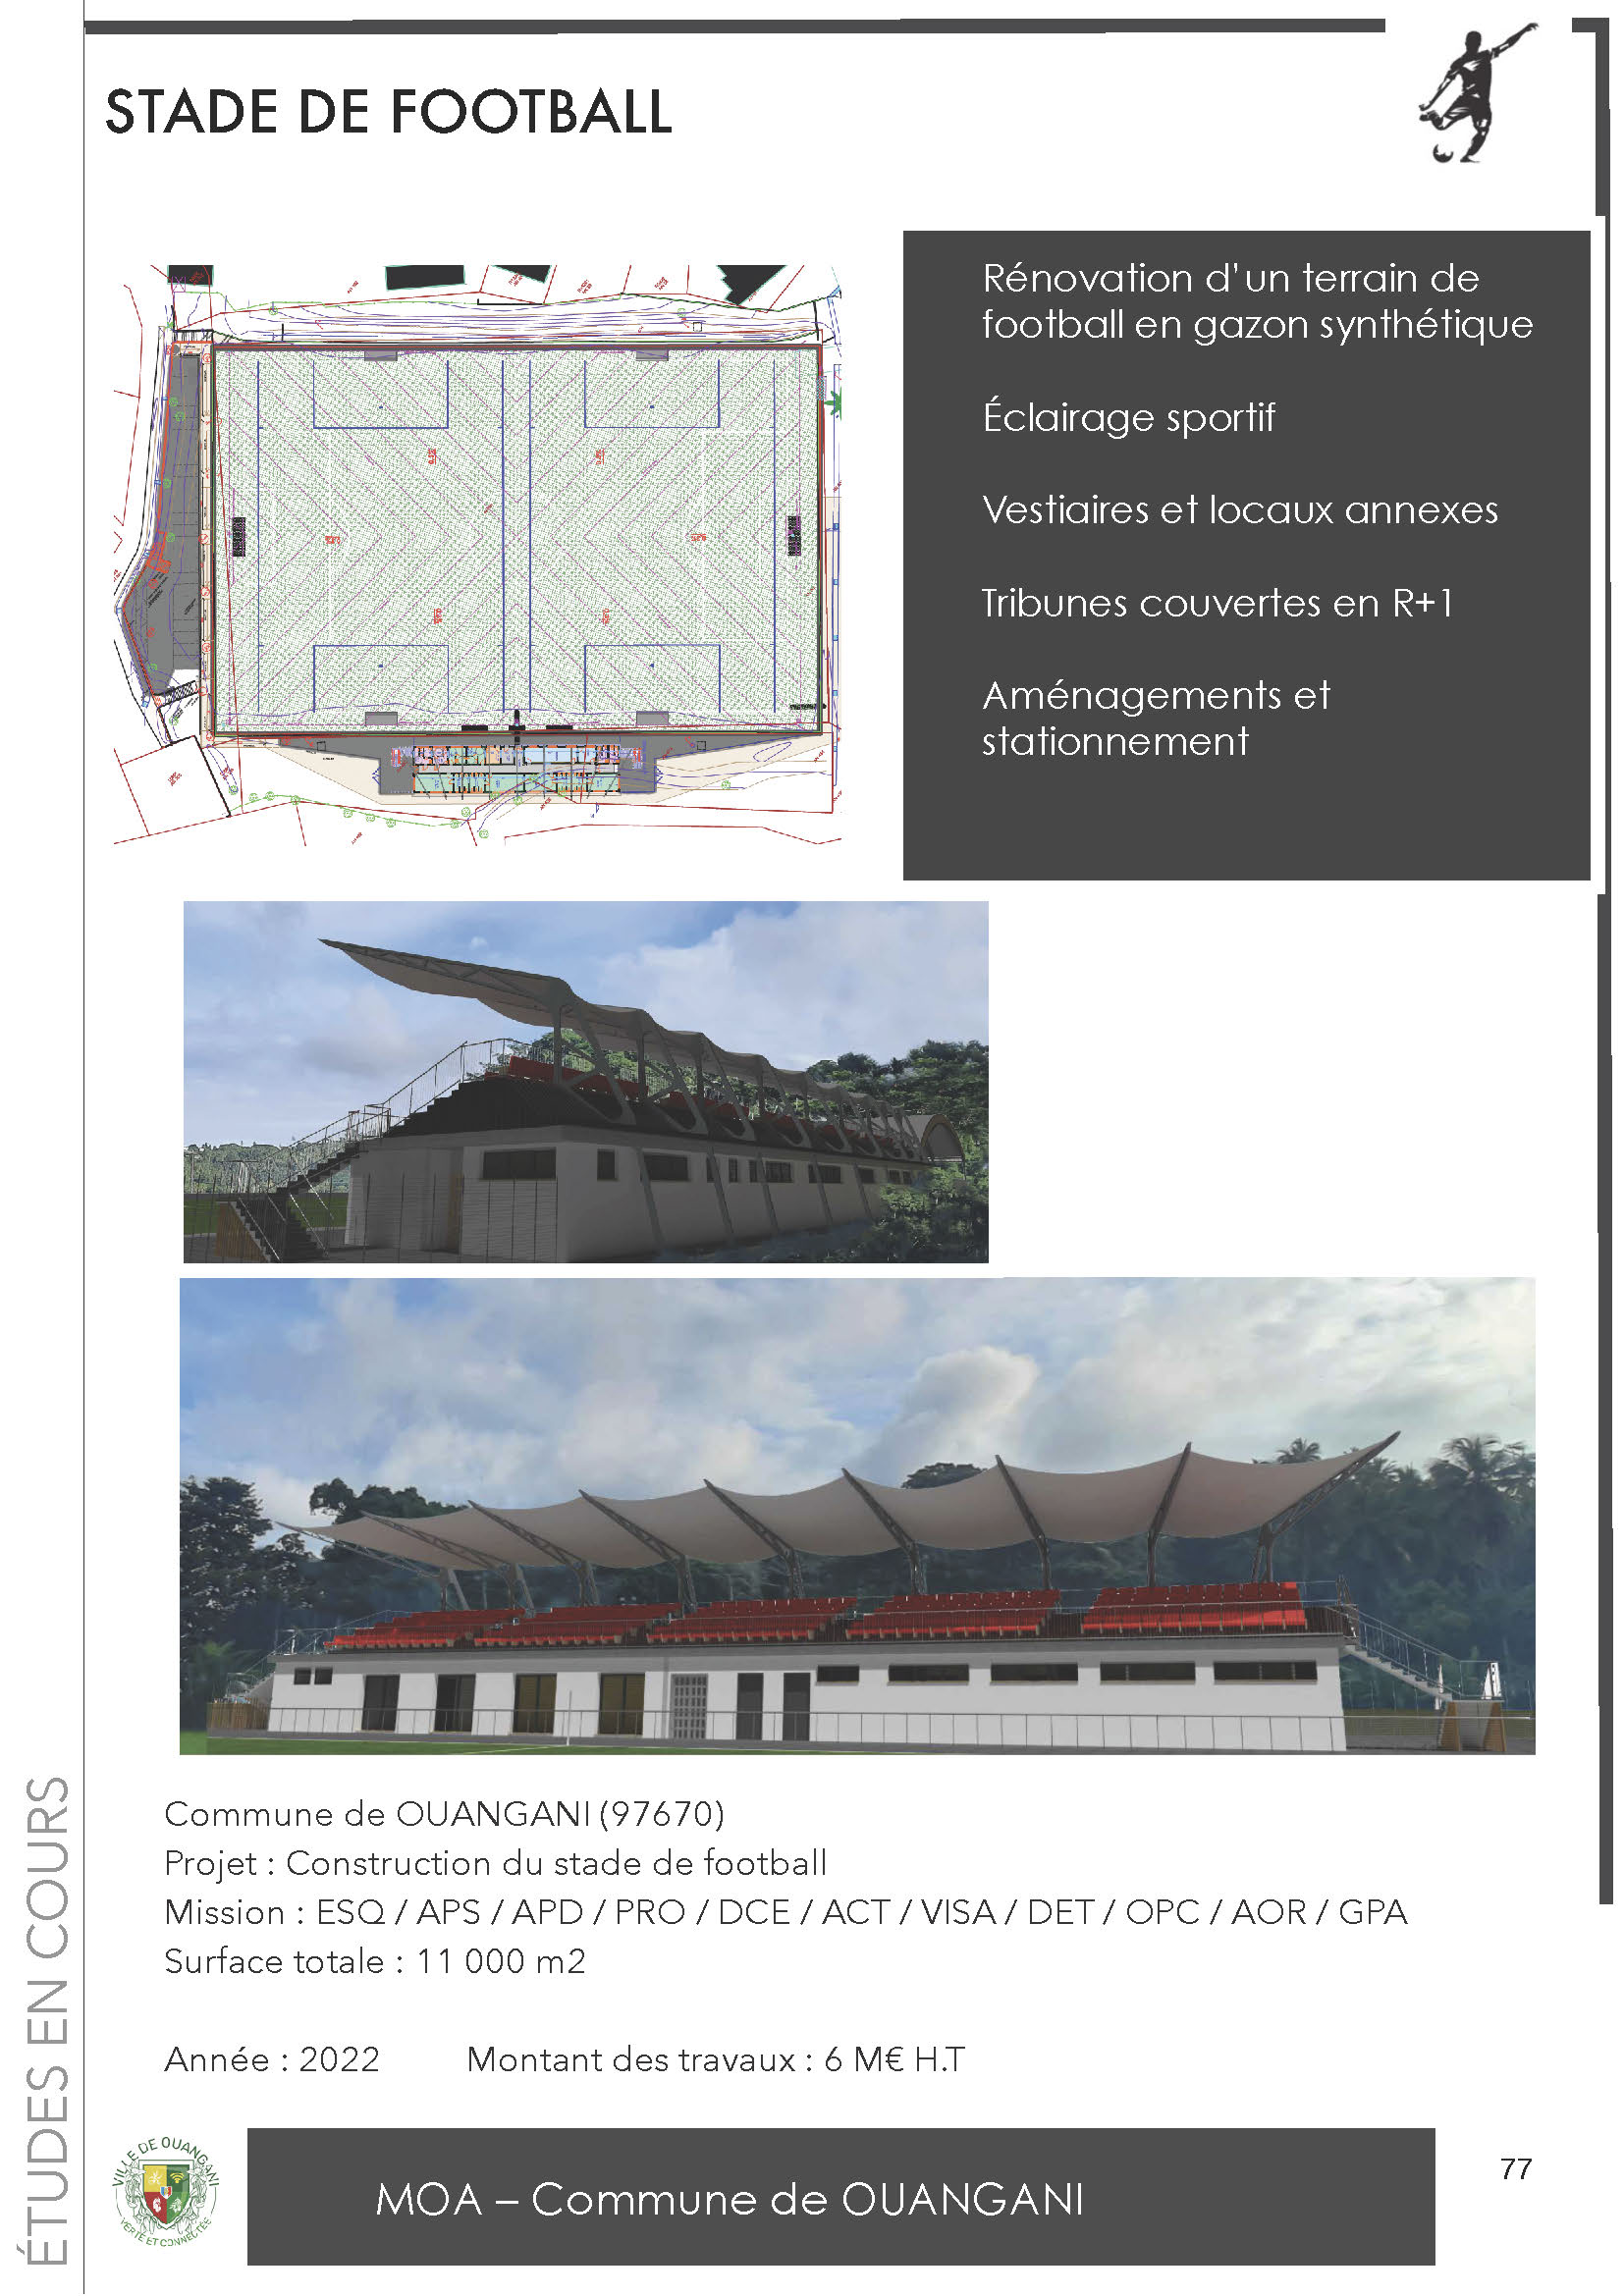 STADE DE FOOTBALL
Rénovation d'un terrain de
football en gazon synthétique
Éclairage sportif
Vestiaires et locaux annexes
Tribunes couvertes en R+1
Aménagements et
stationnement
Commune de OUANGANI (97670)
Projet : Construction du stade de football
Mission : ESQ / APS / APD / PRO / DCE / ACT / VISA / DET / OPC / AOR / GPA
Surface totale : 11 000 m2
Année : 2022 Montant des travaux : 6 M€ H.T
ÉTUDES EN COURS
VILLE DE OUANGANI
VERTE ET CONNECTÉE
MOA – Commune de OUANGANI
77